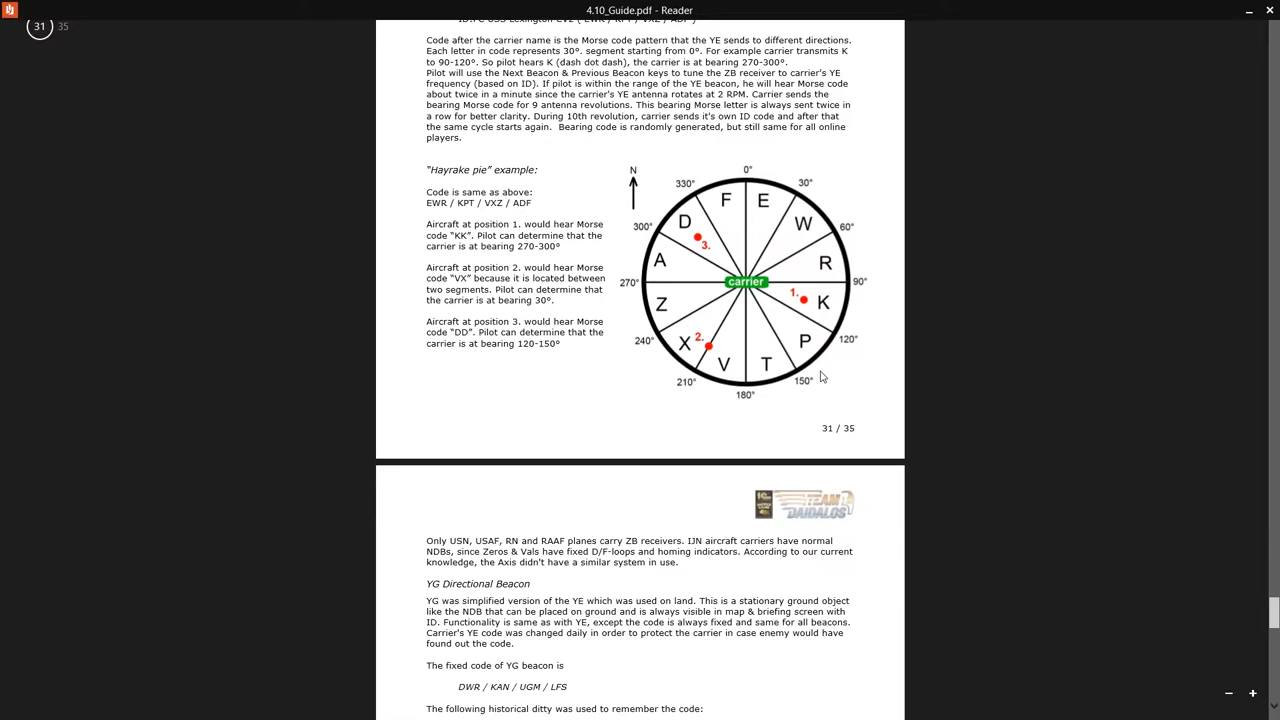 4.10_Guide.pdf - Reader
31 35
ID:FC USS Lexington CV2 ( EWR / KPT / VXZ / ADF )
Code after the carrier name is the Morse code pattern that the YE sends to different directions.
Each letter in code represents 30°. segment starting from 0°. For example carrier transmits K
to 90-120°. So pilot hears K (dash dot dash), the carrier is at bearing 270-300°.
Pilot will use the Next Beacon & Previous Beacon keys to tune the ZB receiver to carrier's YE
frequency (based on ID). If pilot is within the range of the YE beacon, he will hear Morse code
about twice in a minute since the carrier's YE antenna rotates at 2 RPM. Carrier sends the
bearing Morse code for 9 antenna revolutions. This bearing Morse letter is always sent twice in
a row for better clarity. During 10th revolution, carrier sends it's own ID code and after that
the same cycle starts again.  Bearing code is randomly generated, but still same for all online
players.
"Hayrake pie" example:
Code is same as above:
EWR / KPT / VXZ / ADF
Aircraft at position 1. would hear Morse
code "KK". Pilot can determine that the
carrier is at bearing 270-300°
Aircraft at position 2. would hear Morse
code "VX" because it is located between
two segments. Pilot can determine that
the carrier is at bearing 30°.
Aircraft at position 3. would hear Morse
code "DD". Pilot can determine that the
carrier is at bearing 120-150°
N
0°
330° 30°
F E
D W
300° 60°
3.
A R
270° carrier 90°
1.
Z K
240° X 2. P 120°
V T
210° 150°
180°
31 / 35
TEAM
DAIDALOS
Only USN, USAF, RN and RAAF planes carry ZB receivers. IJN aircraft carriers have normal
NDBs, since Zeros & Vals have fixed D/F-loops and homing indicators. According to our current
knowledge, the Axis didn't have a similar system in use.
YG Directional Beacon
YG was simplified version of the YE which was used on land. This is a stationary ground object
like the NDB that can be placed on ground and is always visible in map & briefing screen with
ID. Functionality is same as with YE, except the code is always fixed and same for all beacons.
Carrier's YE code was changed daily in order to protect the carrier in case enemy would have
found out the code.
The fixed code of YG beacon is
DWR / KAN / UGM / LFS
The following historical ditty was used to remember the code: